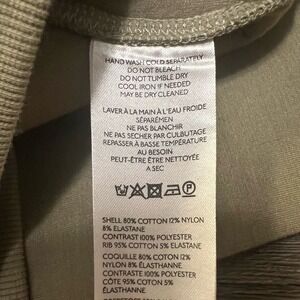 HAND WASH COLD SEPARATELY
DO NOT BLEACH
DO NOT TUMBLE DRY
COOL IRON IF NEEDED
MAY BE DRY CLEANED
LAVER À LA MAIN À L'EAU FROIDE
SÉPARÉMEN
NE PAS BLANCHIR
NE PAS SÉCHER PAR CULBUTAGE
REPASSER À BASSE TEMPÉRATURE
AU BESOIN
PEUT-ÊTRE ÊTRE NETTOYÉE
A SEC
SHELL 80% COTTON 12% NYLON
8% ELASTANE
CONTRAST 100% POLYESTER
RIB 95% COTTON 5% ELASTANE
COQUILLE 80% COTON 12%
NYLON 8% ÉLASTHANNE
CONTRASTE 100% POLYESTER
CÔTE 95% COTON 5%
ÉLASTHANNE